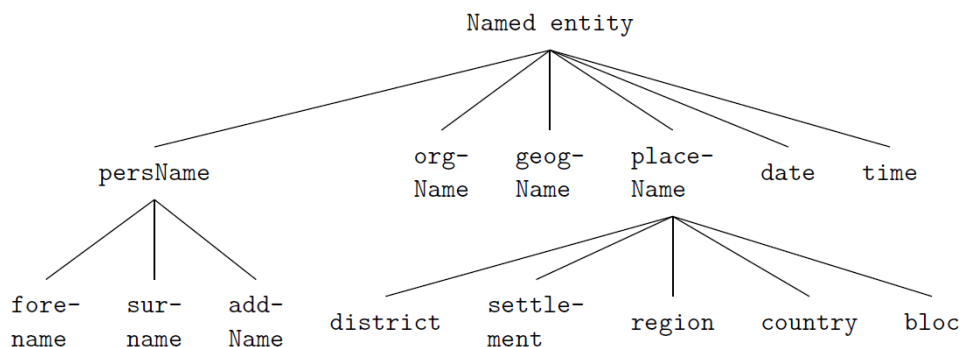 Named entity
persName
org-
Name
geog-
Name
place-
Name
date
time
fore-
name
sur-
name
add-
Name
district
settle-
ment
region
country
bloc